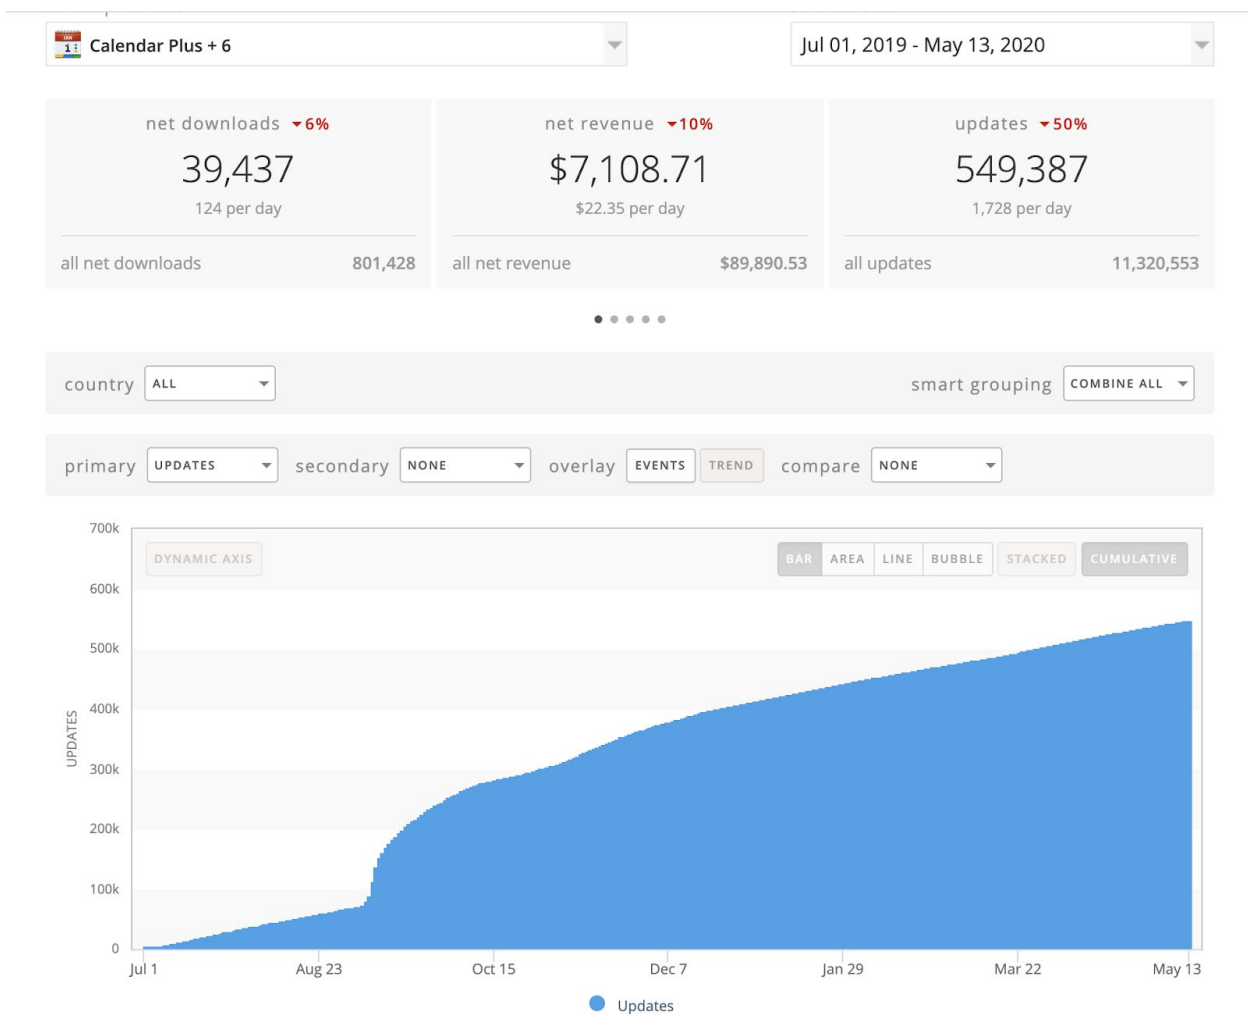 JAN
1
Calendar Plus + 6
Jul 01, 2019 - May 13, 2020
net downloads 6%
39,437
124 per day
all net downloads 801,428
net revenue 10%
$7,108.71
$22.35 per day
all net revenue $89,890.53
updates 50%
549,387
1,728 per day
all updates 11,320,553
country ALL
smart grouping COMBINE ALL
primary UPDATES secondary NONE overlay EVENTS TREND compare NONE
DYNAMIC AXIS
BAR AREA LINE BUBBLE STACKED CUMULATIVE
700k
600k
500k
400k
300k
200k
100k
0
UPDATES
Jul 1 Aug 23 Oct 15 Dec 7 Jan 29 Mar 22 May 13
Updates